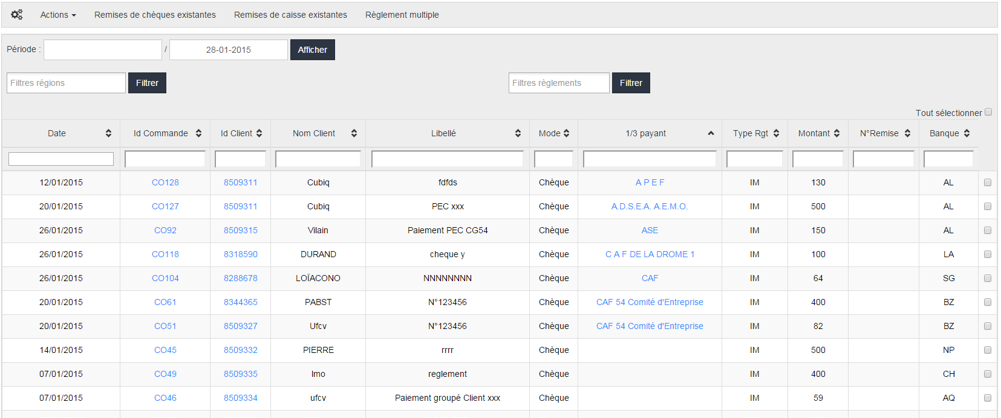 Actions Remises de chèques existantes Remises de caisse existantes Règlement multiple
Période : / 28-01-2015 Afficher
Filtres régions Filtrer Filtres règlements Filtrer
Tout sélectionner
Date Id Commande Id Client Nom Client Libellé Mode 1/3 payant Type Rgt Montant N°Remise Banque
12/01/2015 CO128 8509311 Cubiq fdfds Chèque A P E F IM 130 AL
20/01/2015 CO127 8509311 Cubiq PEC xxx Chèque A.D.S.E.A. A.E.M.O. IM 500 AL
26/01/2015 CO92 8509315 Vilain Paiement PEC CG54 Chèque ASE IM 150 AL
26/01/2015 CO118 8318590 DURAND cheque y Chèque C A F DE LA DROME 1 IM 100 LA
26/01/2015 CO104 8288678 LOÏACONO NNNNNNNN Chèque CAF IM 64 SG
20/01/2015 CO61 8344365 PABST N°123456 Chèque CAF 54 Comité d'Entreprise IM 400 BZ
20/01/2015 CO51 8509327 Ufcv N°123456 Chèque CAF 54 Comité d'Entreprise IM 82 BZ
14/01/2015 CO45 8509332 PIERRE rrrr Chèque IM 500 NP
07/01/2015 CO49 8509335 Imo reglement Chèque IM 400 CH
07/01/2015 CO46 8509334 ufcv Paiement groupé Client xxx Chèque IM 59 AQ